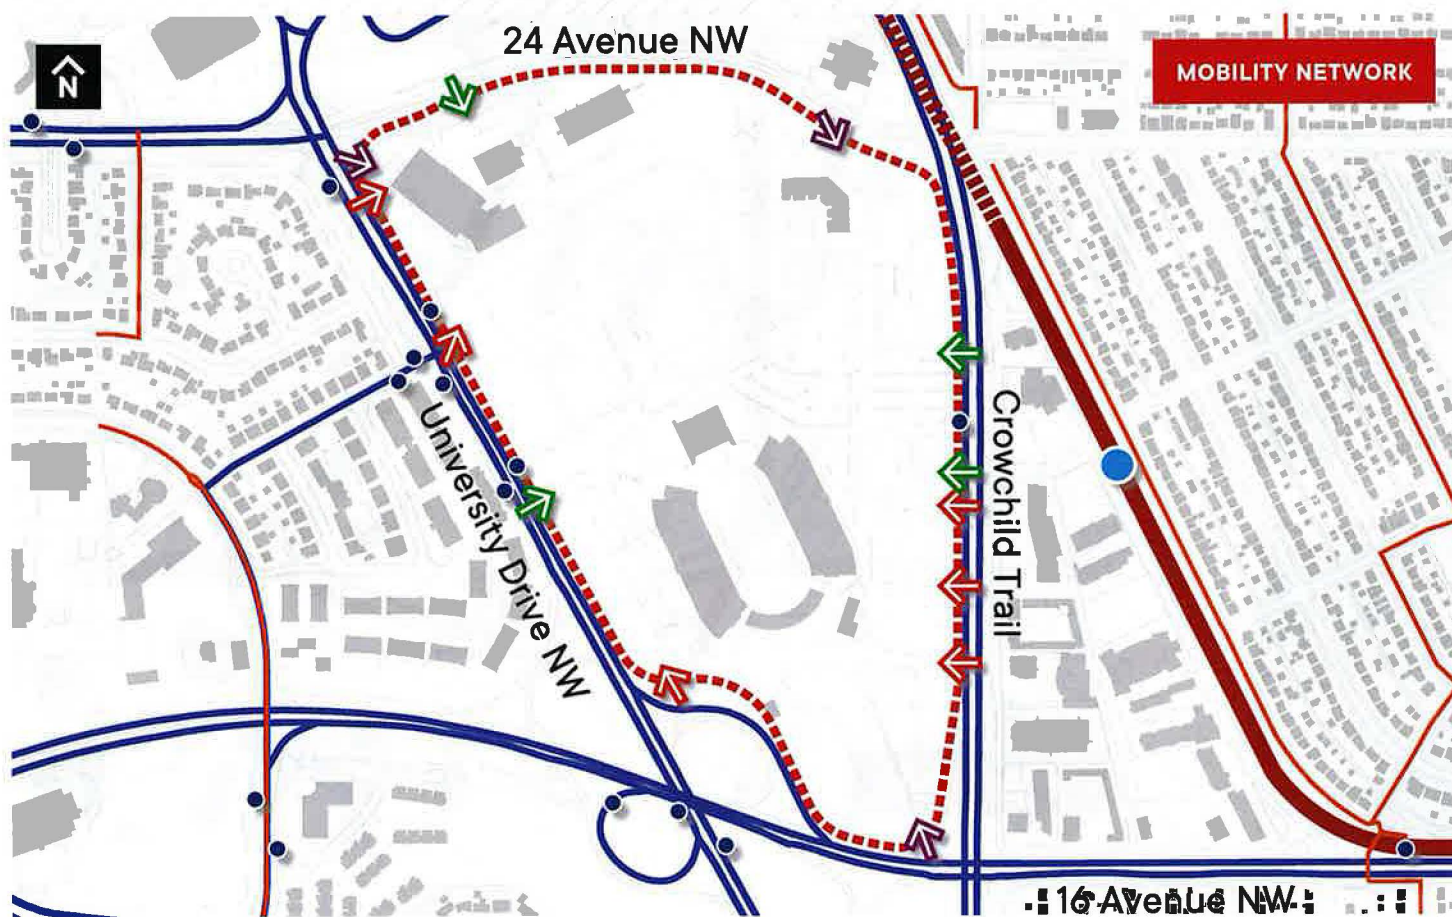 24 Avenue NW
N
MOBILITY NETWORK
Crowchild Trail
University Drive NW
16 Avenue NW